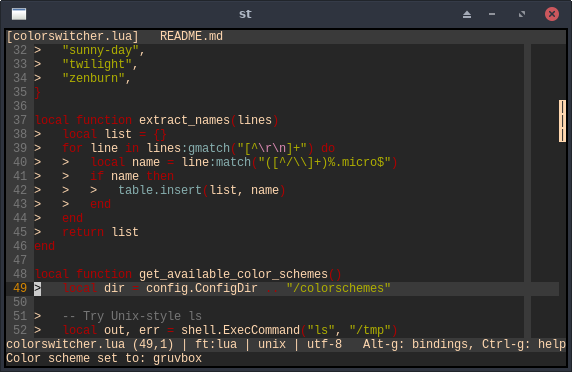 st
[colorswitcher.lua]   README.md
32 >   "sunny-day",
33 >   "twilight",
34 >   "zenburn",
35 }
36
37 local function extract_names(lines)
38 >   local list = {}
39 >   for line in lines:gmatch("[^\r\n]+") do
40 >   >   local name = line:match("([^/\\]+)%.micro$")
41 >   >   if name then
42 >   >   >   table.insert(list, name)
43 >   >   end
44 >   end
45 >   return list
46 end
47
48 local function get_available_color_schemes()
49 >   local dir = config.ConfigDir .. "/colorschemes"
50
51 >   -- Try Unix-style ls
52 >   local out, err = shell.ExecCommand("ls", "/tmp")
colorswitcher.lua (49,1) | ft:lua | unix | utf-8   Alt-g: bindings, Ctrl-g: help
Color scheme set to: gruvbox